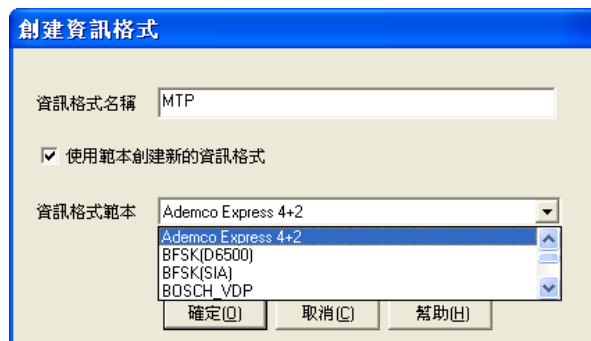 創建資訊格式
資訊格式名稱 MTP
使用範本創建新的資訊格式
資訊格式範本 Ademco Express 4+2
Ademco Express 4+2
BFSK(D6500)
BFSK(SIA)
BOSCH_VDP
確定(O) 取消(C) 幫助(H)